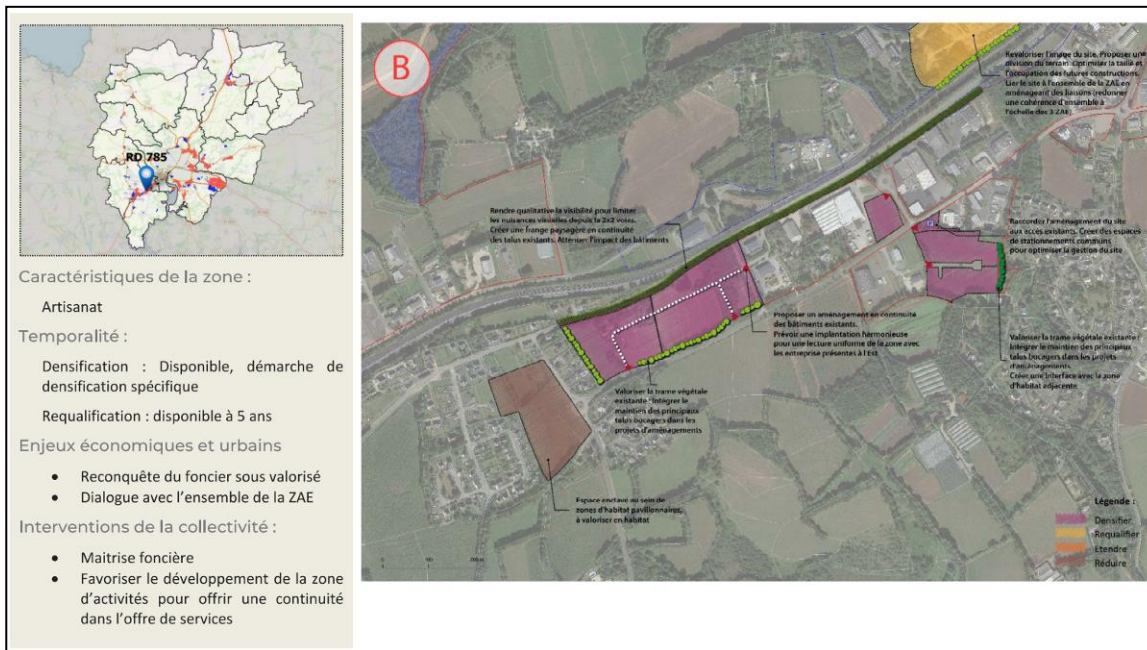 RD 785
Caractéristiques de la zone :
Artisanat
Temporalité :
Densification : Disponible, démarche de
densification spécifique
Requalification : disponible à 5 ans
Enjeux économiques et urbains
• Reconquête du foncier sous valorisé
• Dialogue avec l'ensemble de la ZAE
Interventions de la collectivité :
• Maitrise foncière
• Favoriser le développement de la zone
d'activités pour offrir une continuité
dans l'offre de services
B
Revaloriser l'image du site. Proposer une
division du terrain. Optimiser la taille et
l'occupation des futures constructions.
Lier le site à l'ensemble de la ZAE en
aménageant des liaisons (redonner
une cohérence d'ensemble à
l'échelle des 3 ZAE)
Rendre qualitative la visibilité pour limiter
les nuisances visuelles depuis la 2x2 voies.
Créer une frange paysagère en continuité
des talus existants. Atténuer l'impact des bâtiments
Raccorder l'aménagement du site
aux accès existants. Créer des espaces
de stationnements communs
pour optimiser la gestion du site
Proposer un aménagement en continuité
des bâtiments existants.
Prévoir une implantation harmonieuse
pour une lecture uniforme de la zone avec
les entreprise présentes à l'Est
Valoriser la trame végétale existante :
Intégrer le maintien des principaux
talus bocagers dans les projets
d'aménagements
Créer une interface avec la zone
d'habitat adjacente
Valoriser la trame végétale
existante : Intégrer le
maintien des principaux
talus bocagers dans les
projets d'aménagements
Espace enclavé au sein de
zones d'habitat pavillonnaires,
à valoriser en habitat
Légende :
Densifier
Requalifier
Etendre
Réduire